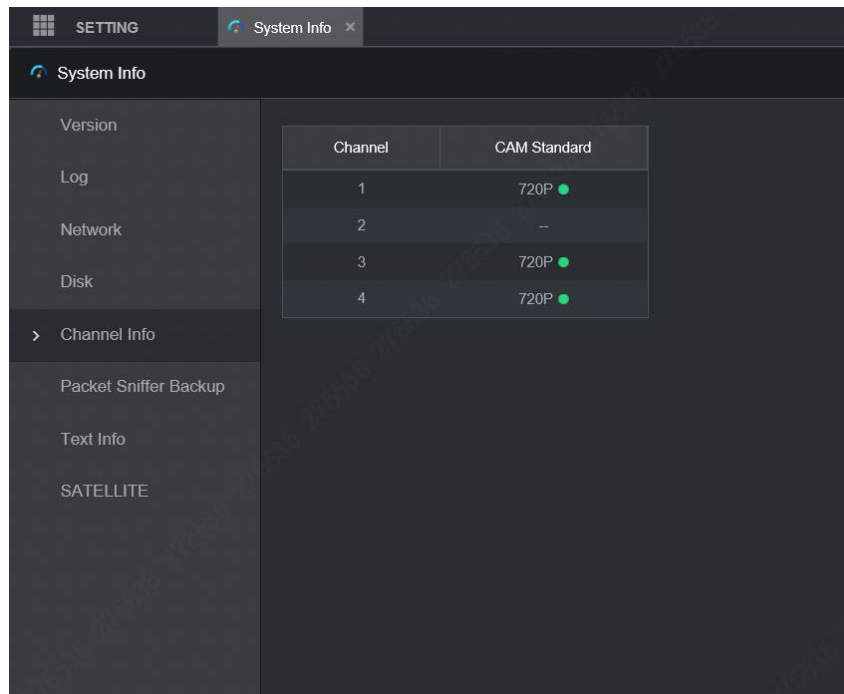 SETTING
System Info ×
System Info
Version
Log
Network
Disk
Channel Info
Packet Sniffer Backup
Text Info
SATELLITE
Channel CAM Standard
1 720P
2 --
3 720P
4 720P